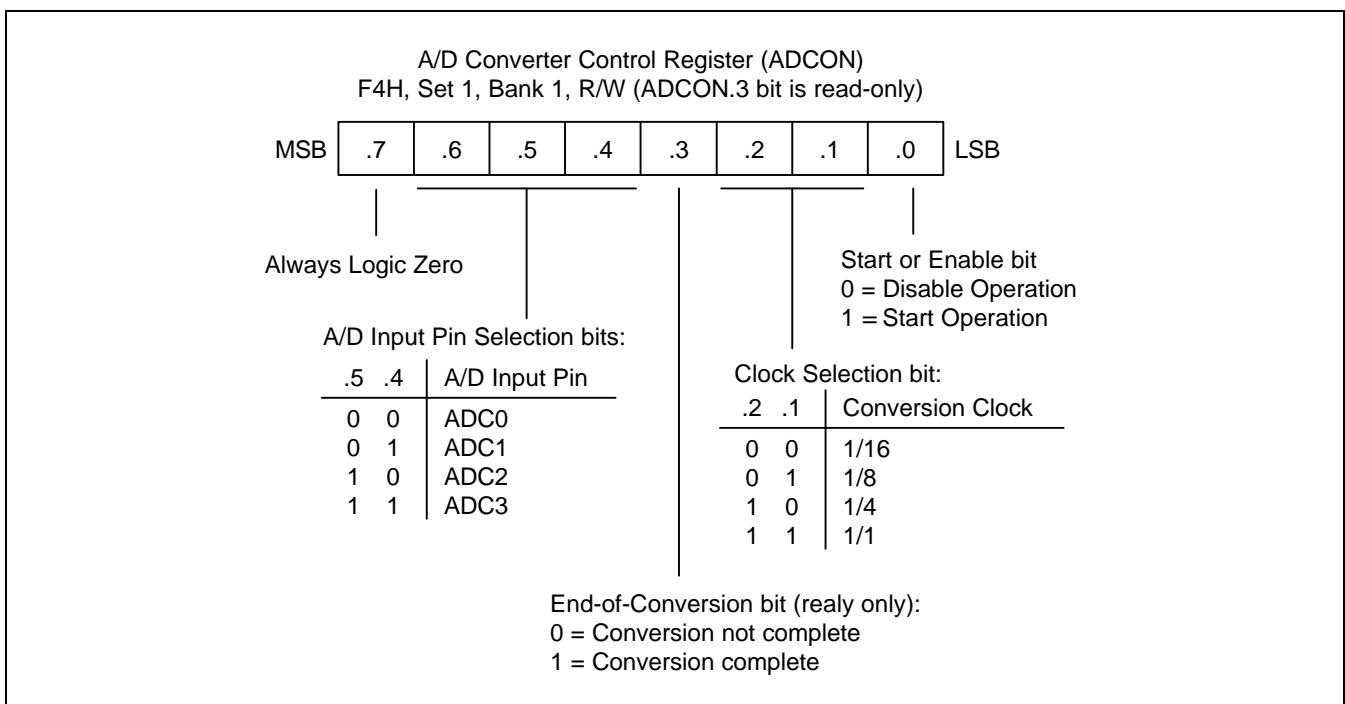 A/D Converter Control Register (ADCON)
F4H, Set 1, Bank 1, R/W (ADCON.3 bit is read-only)
MSB .7 .6 .5 .4 .3 .2 .1 .0 LSB
Always Logic Zero
Start or Enable bit
0 = Disable Operation
1 = Start Operation
A/D Input Pin Selection bits:
.5 .4 A/D Input Pin
0 0 ADC0
0 1 ADC1
1 0 ADC2
1 1 ADC3
Clock Selection bit:
.2 .1 Conversion Clock
0 0 1/16
0 1 1/8
1 0 1/4
1 1 1/1
End-of-Conversion bit (realy only):
0 = Conversion not complete
1 = Conversion complete